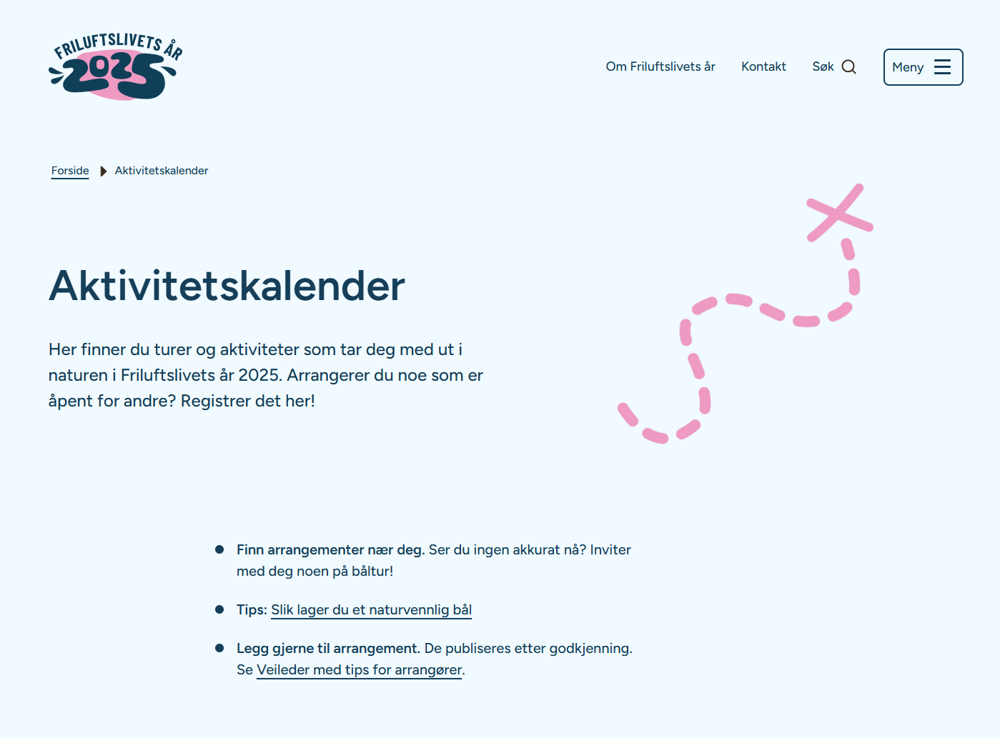 FRILUFTSLIVETS ÅR
2025
Om Friluftslivets år Kontakt Søk Meny
Forside Aktivitetskalender
Aktivitetskalender
Her finner du turer og aktiviteter som tar deg med ut i
naturen i Friluftslivets år 2025. Arrangerer du noe som er
åpent for andre? Registrer det her!
Finn arrangementer nær deg. Ser du ingen akkurat nå? Inviter
med deg noen på båltur!
Tips: Slik lager du et naturvennlig bål
Legg gjerne til arrangement. De publiseres etter godkjenning.
Se Veileder med tips for arrangører.